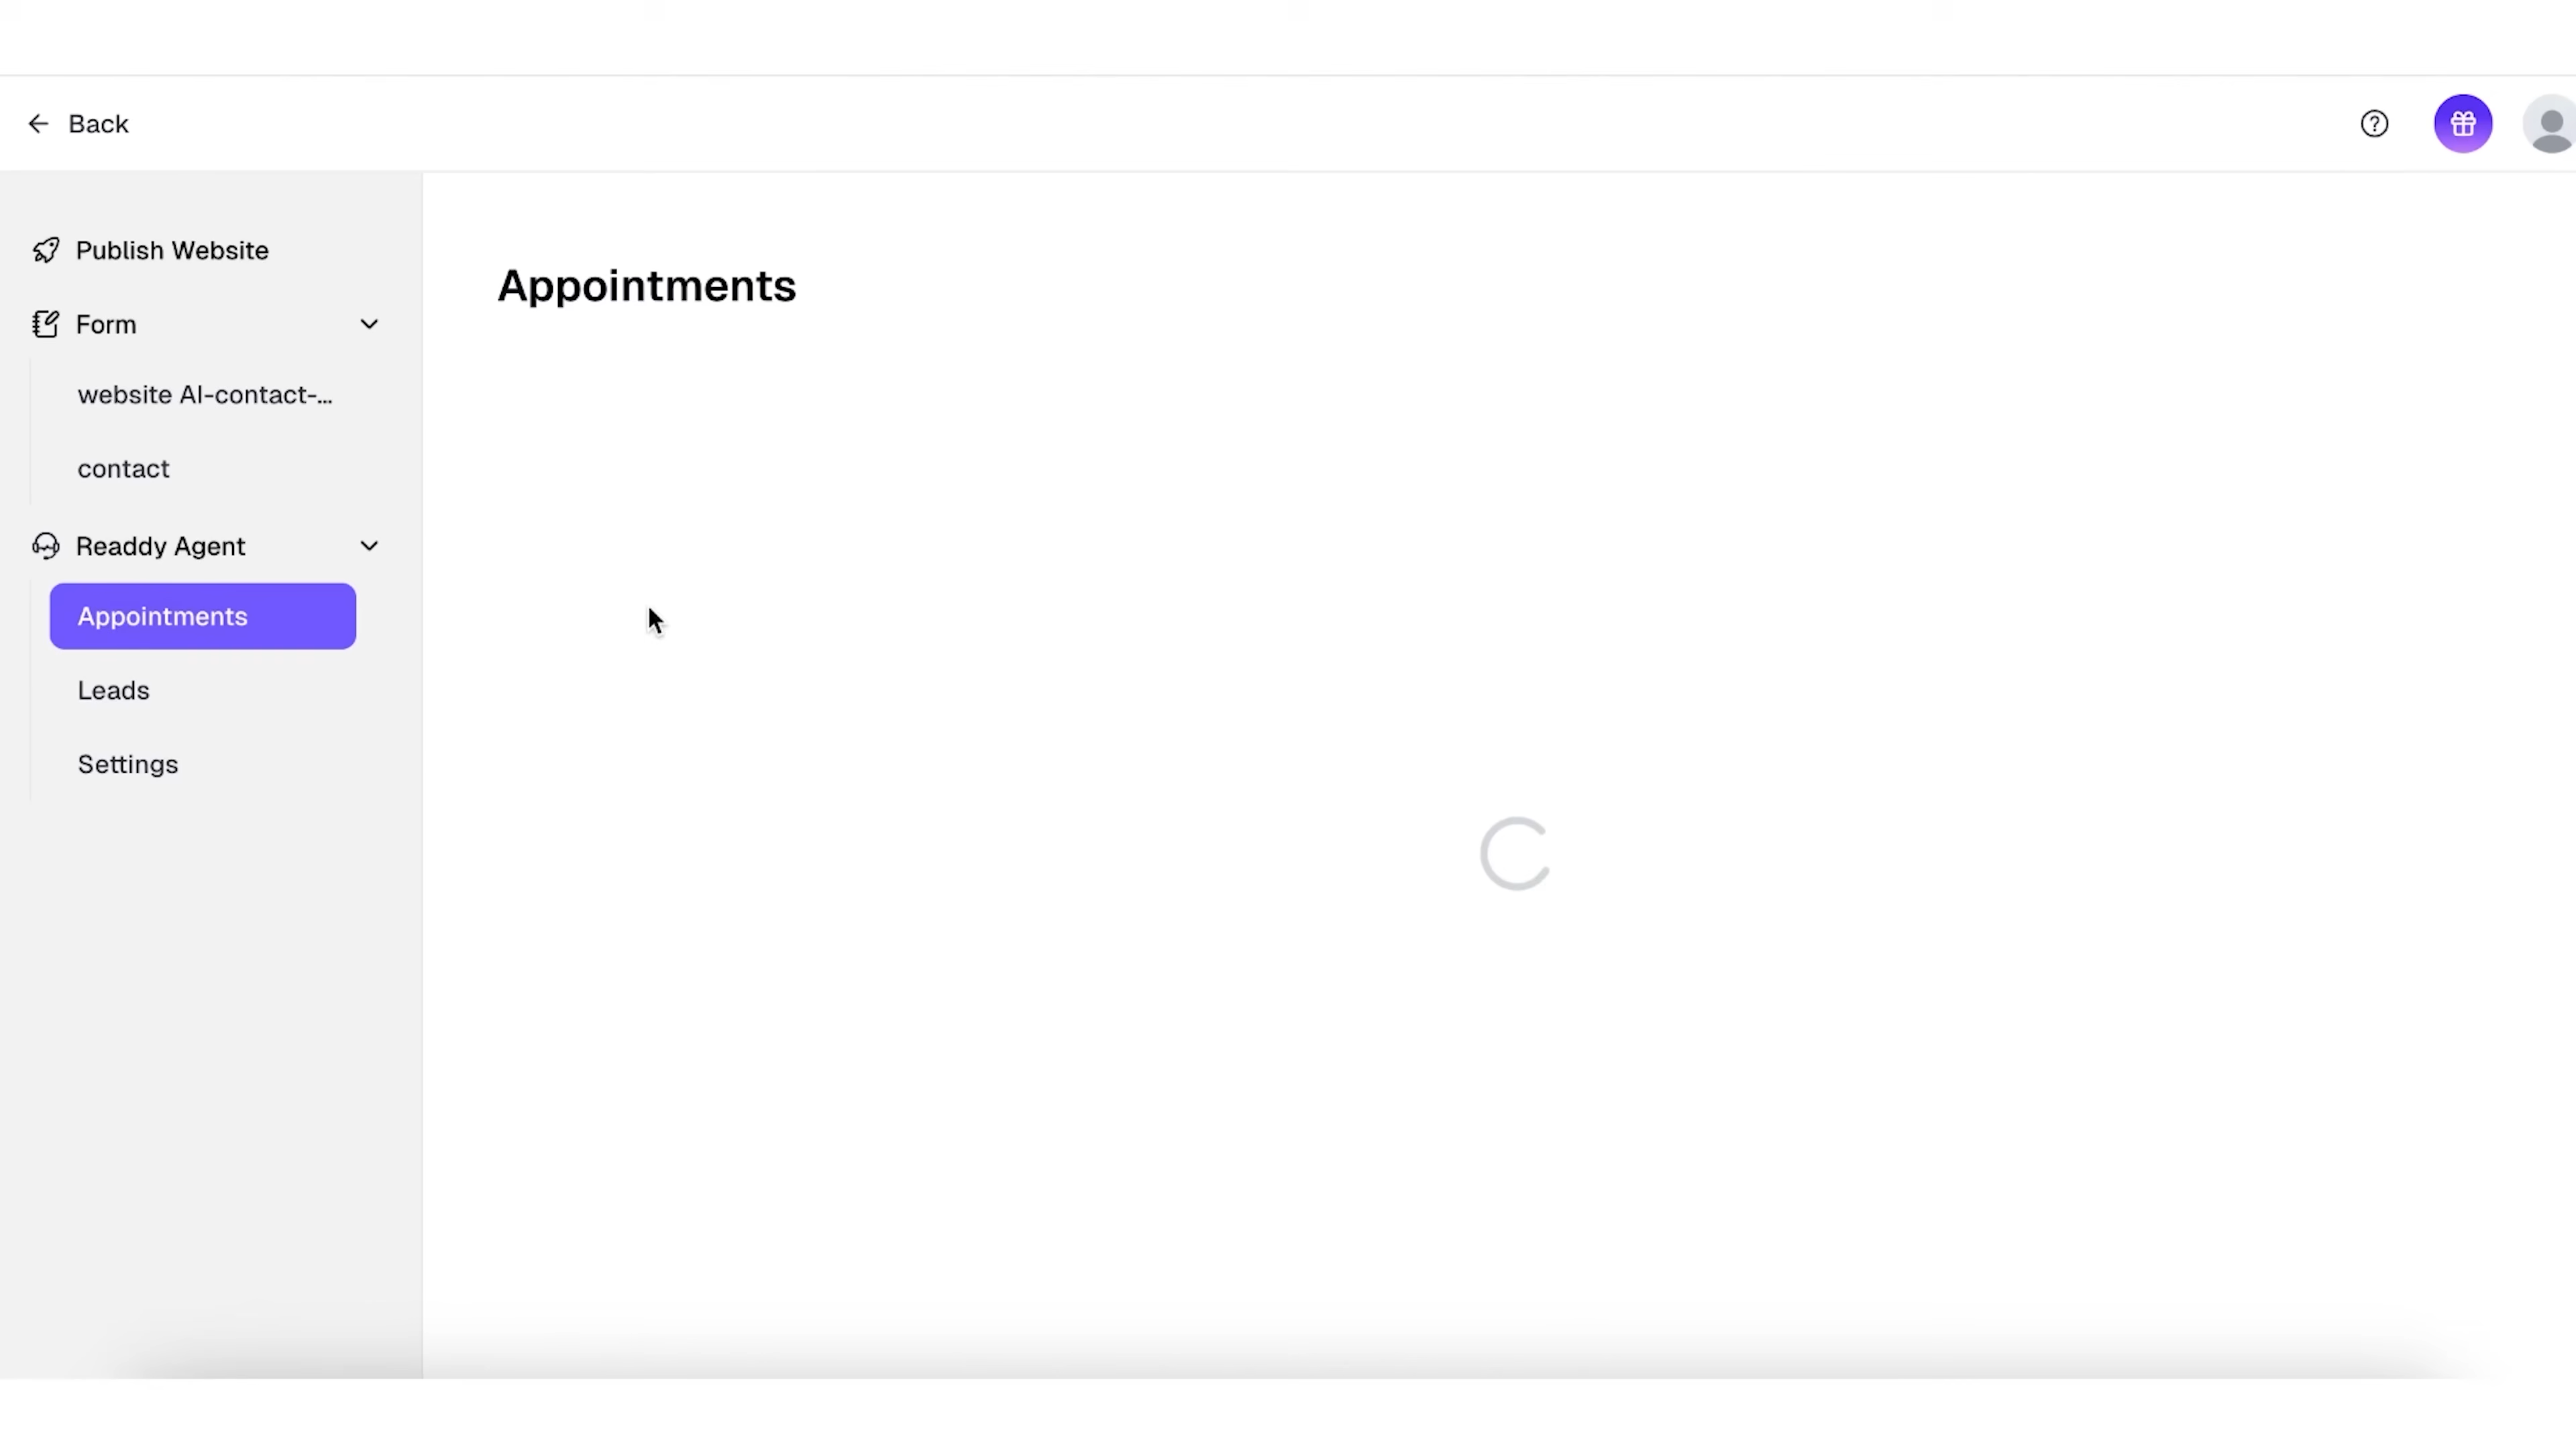 Back
Publish Website
Form
website AI-contact-...
contact
Readdy Agent
Appointments
Leads
Settings
Appointments